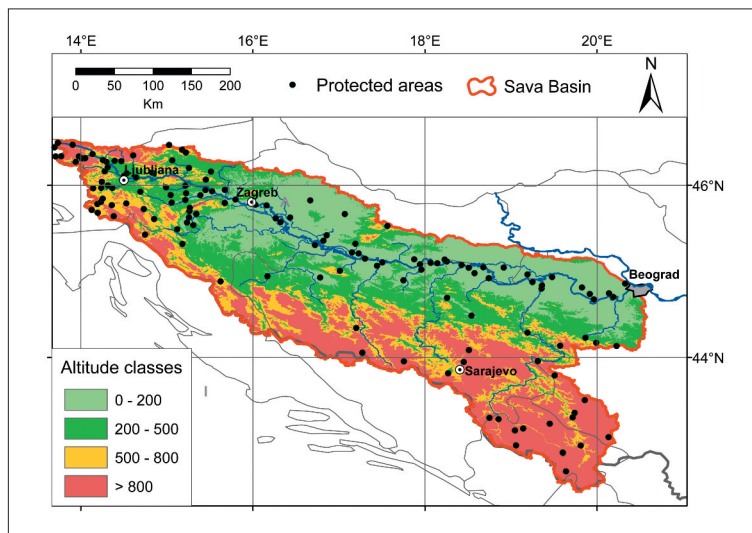 14°E 16°E 18°E 20°E
0 50 100 150 200
Km
Protected areas
Sava Basin
N
Ljubljana
Zagreb
46°N
Beograd
Sarajevo
44°N
Altitude classes
0 - 200
200 - 500
500 - 800
> 800